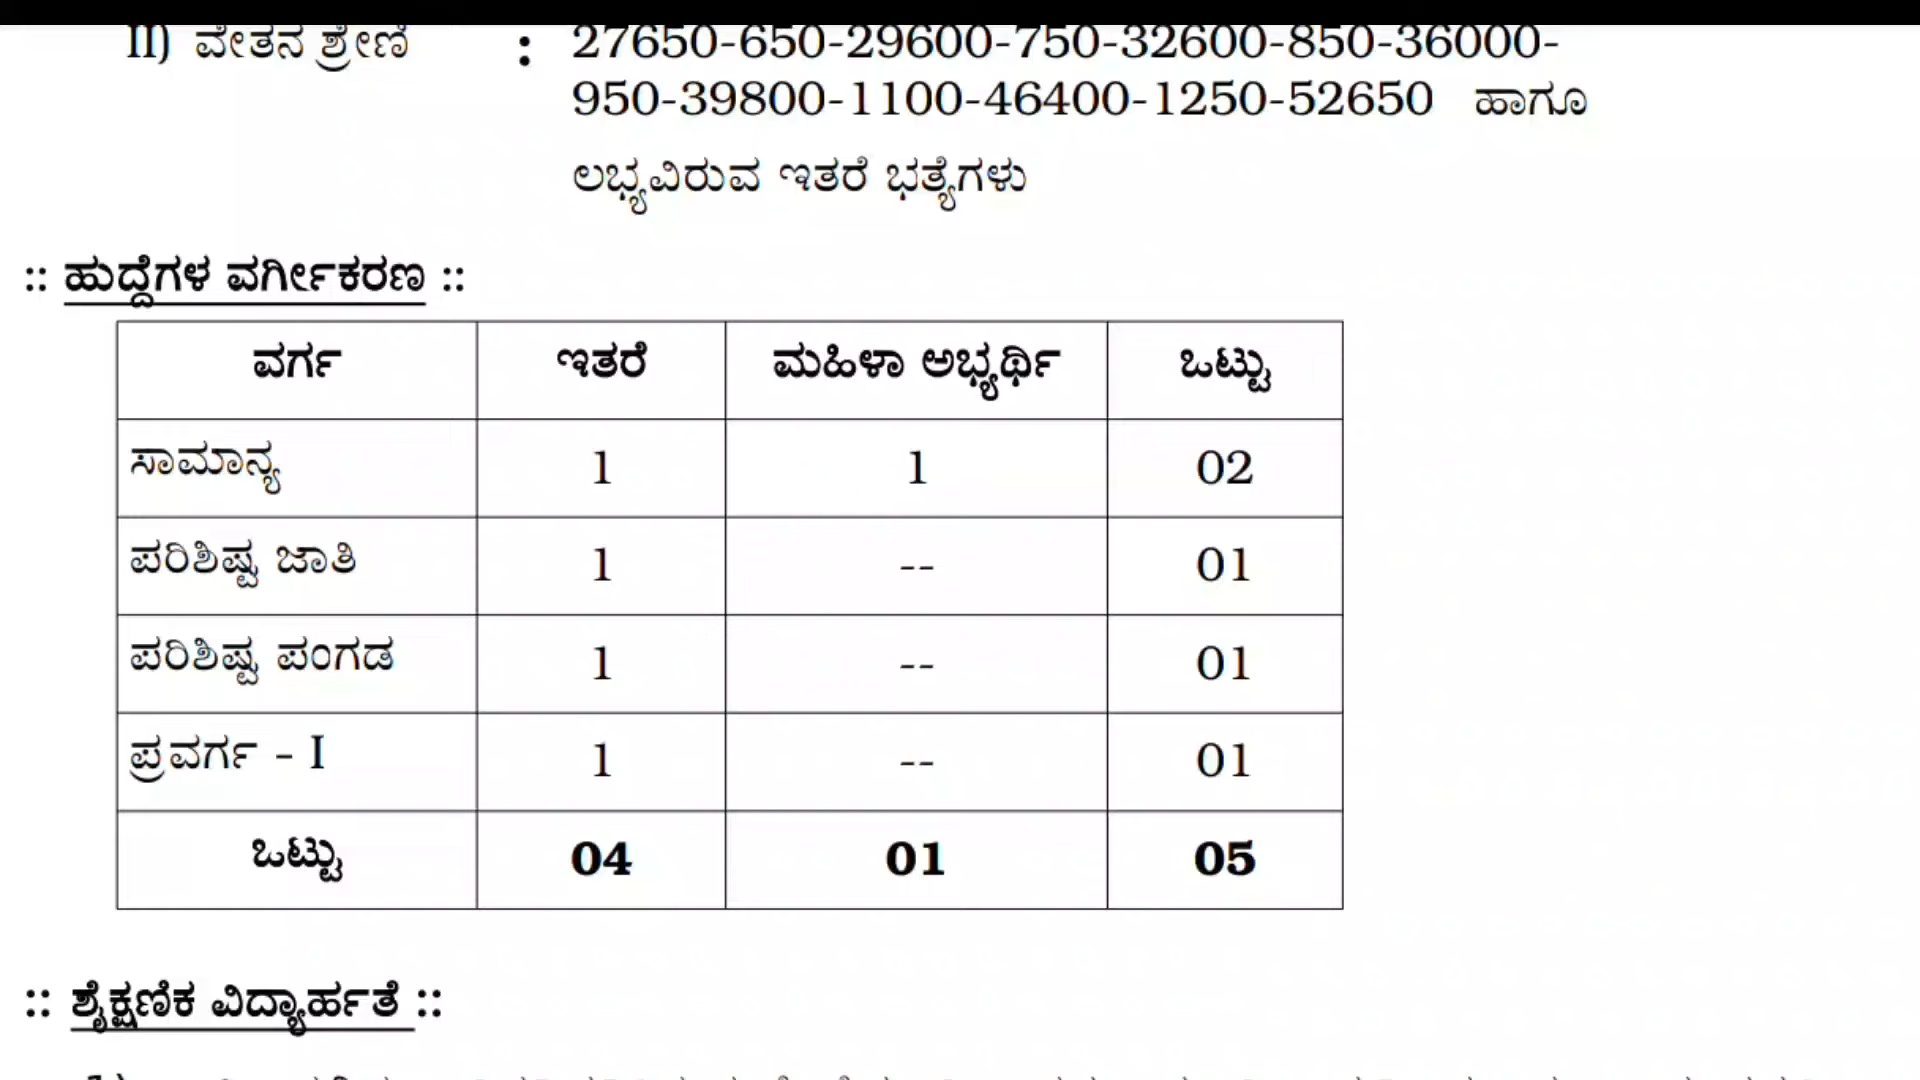 II) ವೇತನ ಶ್ರೇಣಿ : 27650-650-29600-750-32600-850-36000-
950-39800-1100-46400-1250-52650 ಹಾಗೂ
ಲಭ್ಯವಿರುವ ಇತರೆ ಭತ್ಯೆಗಳು
:: ಹುದ್ದೆಗಳ ವರ್ಗೀಕರಣ ::
ವರ್ಗ ಇತರೆ ಮಹಿಳಾ ಅಭ್ಯರ್ಥಿ ಒಟ್ಟು
ಸಾಮಾನ್ಯ 1 1 02
ಪರಿಶಿಷ್ಟ ಜಾತಿ 1 -- 01
ಪರಿಶಿಷ್ಟ ಪಂಗಡ 1 -- 01
ಪ್ರವರ್ಗ - I 1 -- 01
ಒಟ್ಟು 04 01 05
:: ಶೈಕ್ಷಣಿಕ ವಿದ್ಯಾರ್ಹತೆ ::